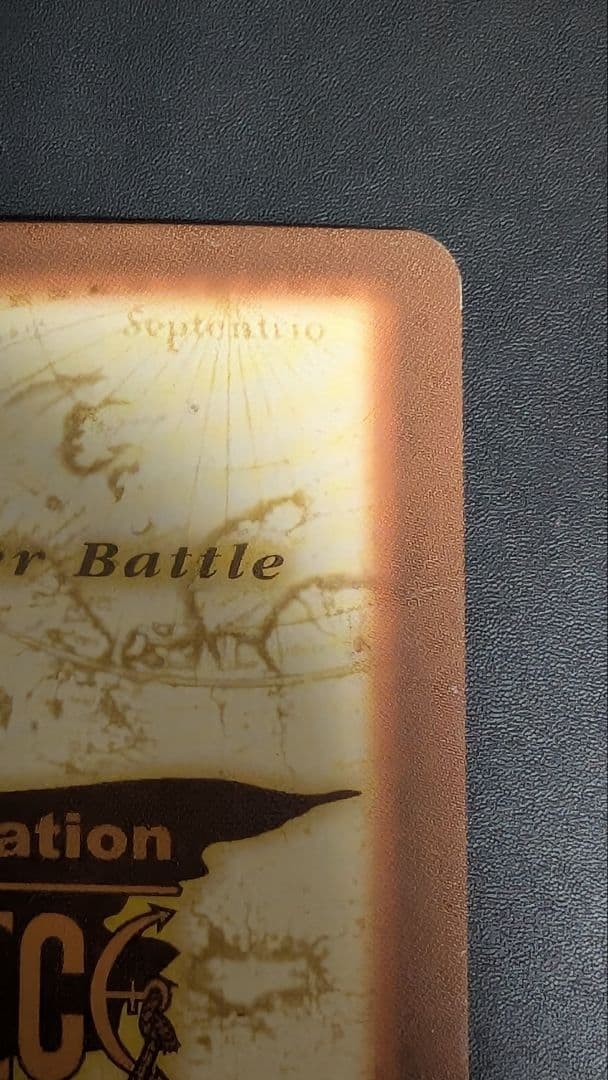 Septentrio
r Battle
ation
C